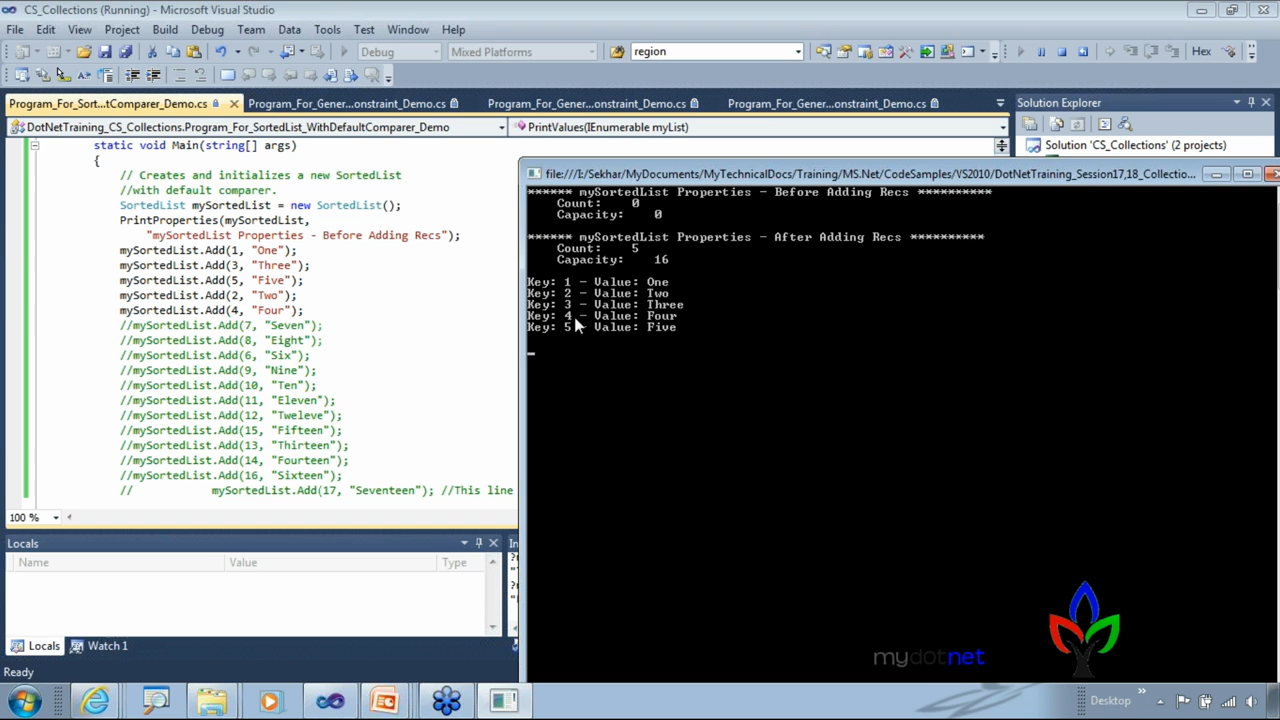 CS_Collections (Running) - Microsoft Visual Studio
File Edit View Project Build Debug Team Data Tools Test Window Help
Debug Mixed Platforms region Hex
Program_For_Sort...tComparer_Demo.cs Program_For_Gener...onstraint_Demo.cs Program_For_Gener...onstraint_Demo.cs Program_For_Gener...onstraint_Demo.cs
DotNetTraining_CS_Collections.Program_For_SortedList_WithDefaultComparer_Demo PrintValues(IEnumerable myList)
static void Main(string[] args)
{
// Creates and initializes a new SortedList
//with default comparer.
SortedList mySortedList = new SortedList();
PrintProperties(mySortedList,
"mySortedList Properties - Before Adding Recs");
mySortedList.Add(1, "One");
mySortedList.Add(3, "Three");
mySortedList.Add(5, "Five");
mySortedList.Add(2, "Two");
mySortedList.Add(4, "Four");
//mySortedList.Add(7, "Seven");
//mySortedList.Add(8, "Eight");
//mySortedList.Add(6, "Six");
//mySortedList.Add(9, "Nine");
//mySortedList.Add(10, "Ten");
//mySortedList.Add(11, "Eleven");
//mySortedList.Add(12, "Tweleve");
//mySortedList.Add(15, "Fifteen");
//mySortedList.Add(13, "Thirteen");
//mySortedList.Add(14, "Fourteen");
//mySortedList.Add(16, "Sixteen");
// mySortedList.Add(17, "Seventeen"); //This line
100 %
Locals
Name Value Type
Locals Watch 1
Ready
Solution Explorer
Solution 'CS_Collections' (2 projects)
file:///I:/Sekhar/MyDocuments/MyTechnicalDocs/Training/MS.Net/CodeSamples/VS2010/DotNetTraining_Session17,18_Collectio...
****** mySortedList Properties - Before Adding Recs **********
Count: 0
Capacity: 0
****** mySortedList Properties - After Adding Recs **********
Count: 5
Capacity: 16
Key: 1 - Value: One
Key: 2 - Value: Two
Key: 3 - Value: Three
Key: 4 - Value: Four
Key: 5 - Value: Five
mydotnet
Desktop